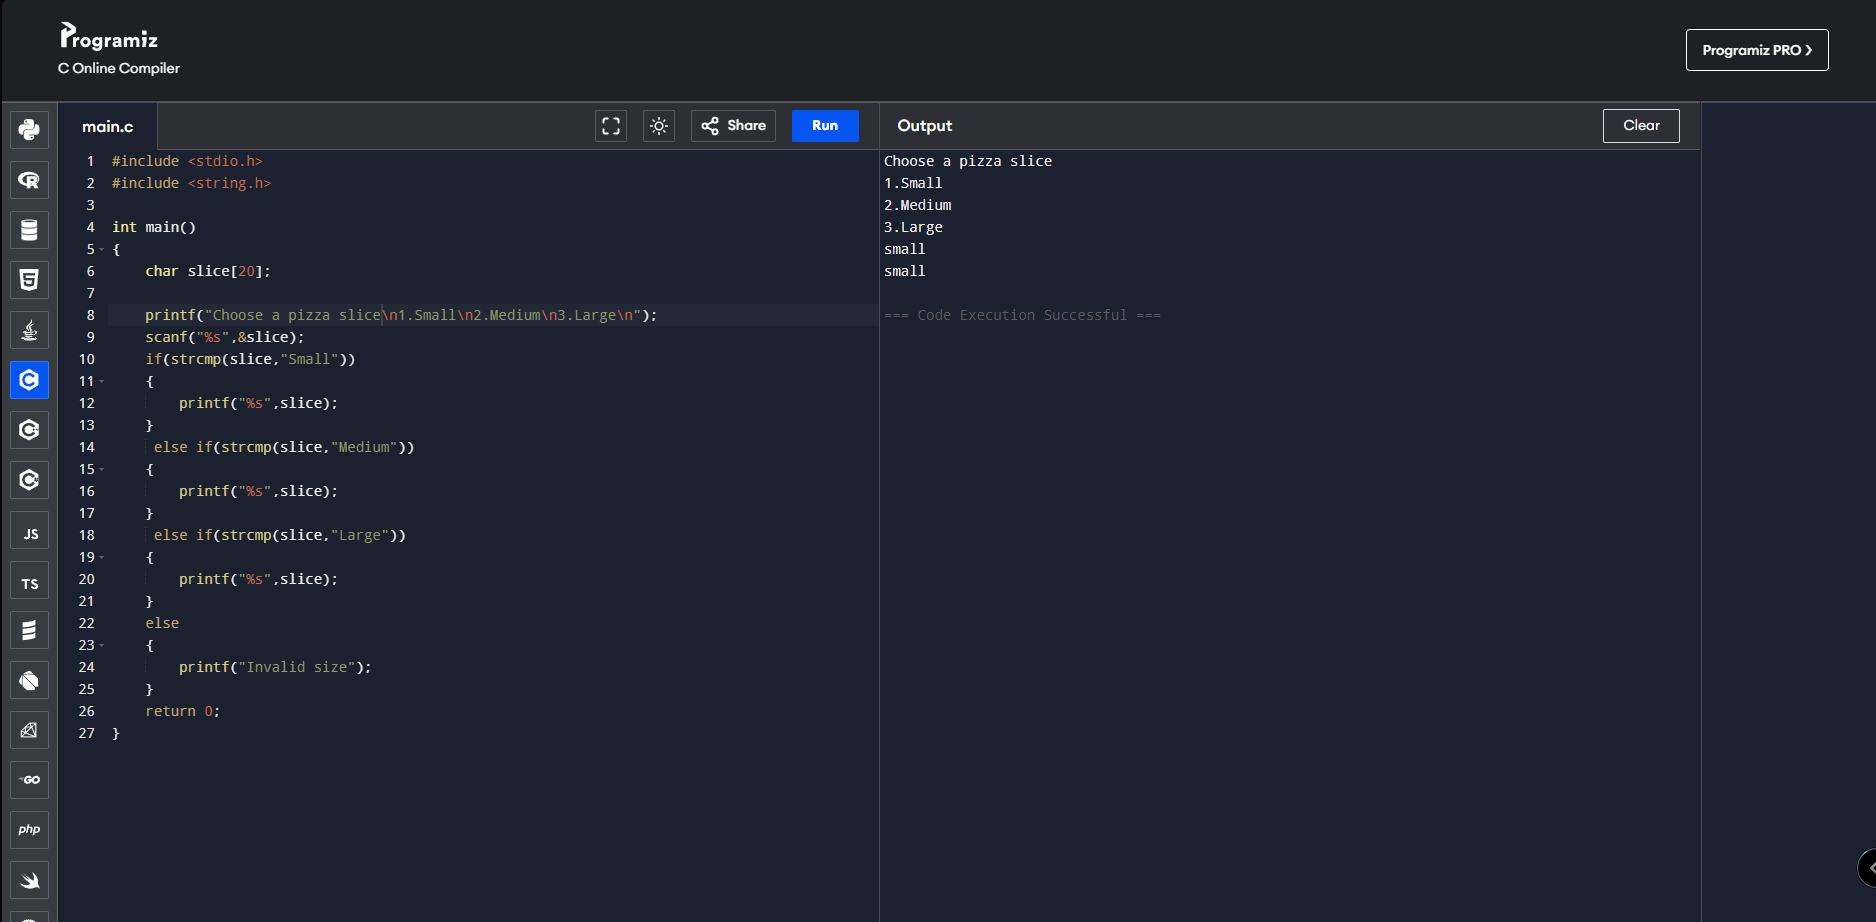 Programiz
C Online Compiler
Programiz PRO ❯
main.c
Share
Run
Output
Clear
1 #include <stdio.h>
2 #include <string.h>
3
4 int main()
5 {
6     char slice[20];
7
8     printf("Choose a pizza slice\n1.Small\n2.Medium\n3.Large\n");
9     scanf("%s",&slice);
10     if(strcmp(slice,"Small"))
11     {
12         printf("%s",slice);
13     }
14      else if(strcmp(slice,"Medium"))
15     {
16         printf("%s",slice);
17     }
18      else if(strcmp(slice,"Large"))
19     {
20         printf("%s",slice);
21     }
22     else
23     {
24         printf("Invalid size");
25     }
26     return 0;
27 }
Choose a pizza slice
1.Small
2.Medium
3.Large
small
small
=== Code Execution Successful ===
R
5
C
C
C
JS
TS
GO
php